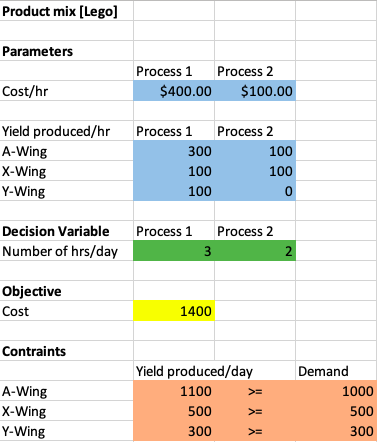 Product mix [Lego]
Parameters
Process 1 Process 2
Cost/hr $400.00 $100.00
Yield produced/hr Process 1 Process 2
A-Wing 300 100
X-Wing 100 100
Y-Wing 100 0
Decision Variable Process 1 Process 2
Number of hrs/day 3 2
Objective
Cost 1400
Contraints
Yield produced/day Demand
A-Wing 1100 >= 1000
X-Wing 500 >= 500
Y-Wing 300 >= 300